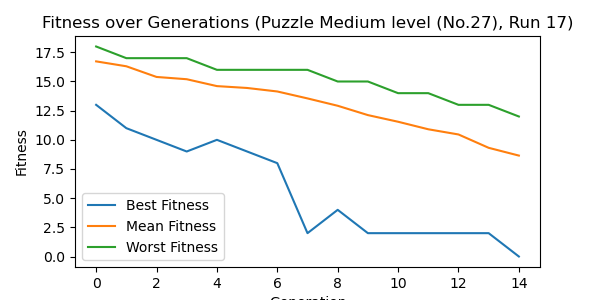 Fitness over Generations (Puzzle Medium level (No.27), Run 17)
17.5
15.0
12.5
10.0
7.5
5.0
2.5
0.0
Fitness
Best Fitness
Mean Fitness
Worst Fitness
0 2 4 6 8 10 12 14
Generation